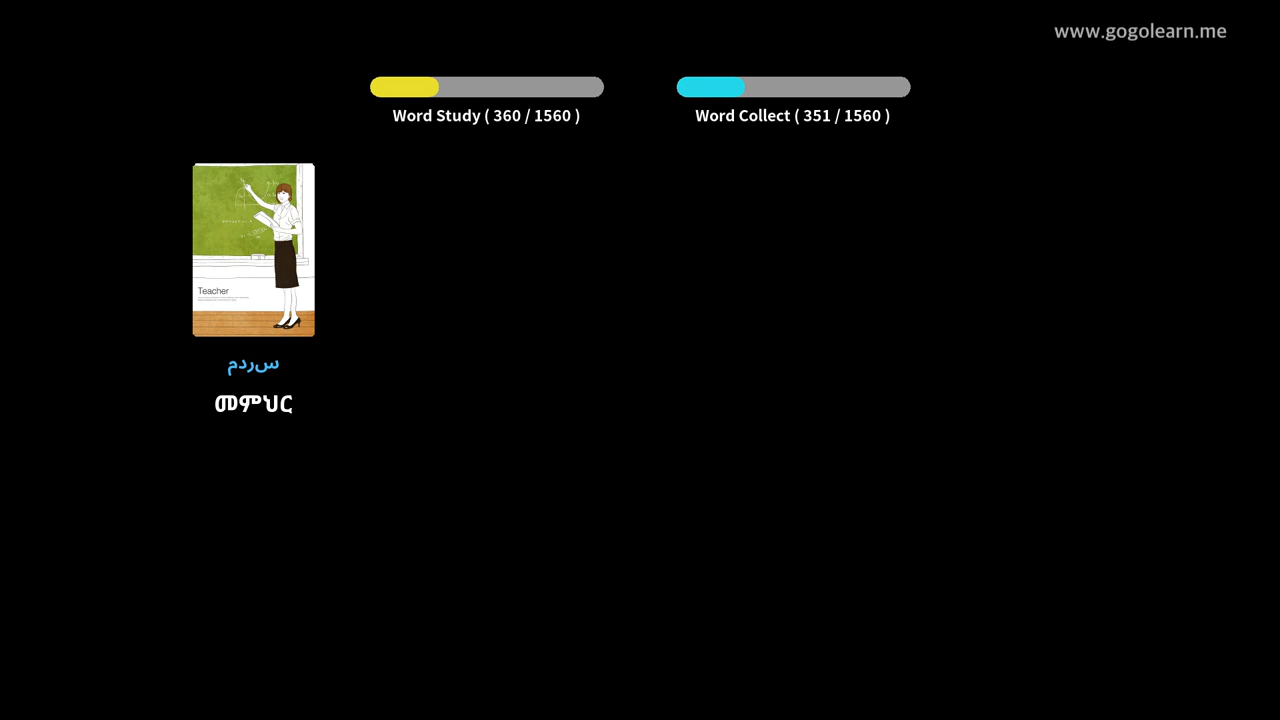 www.gogolearn.me
Word Study ( 360 / 1560 )
Word Collect ( 351 / 1560 )
Teacher
سردم
መምህር